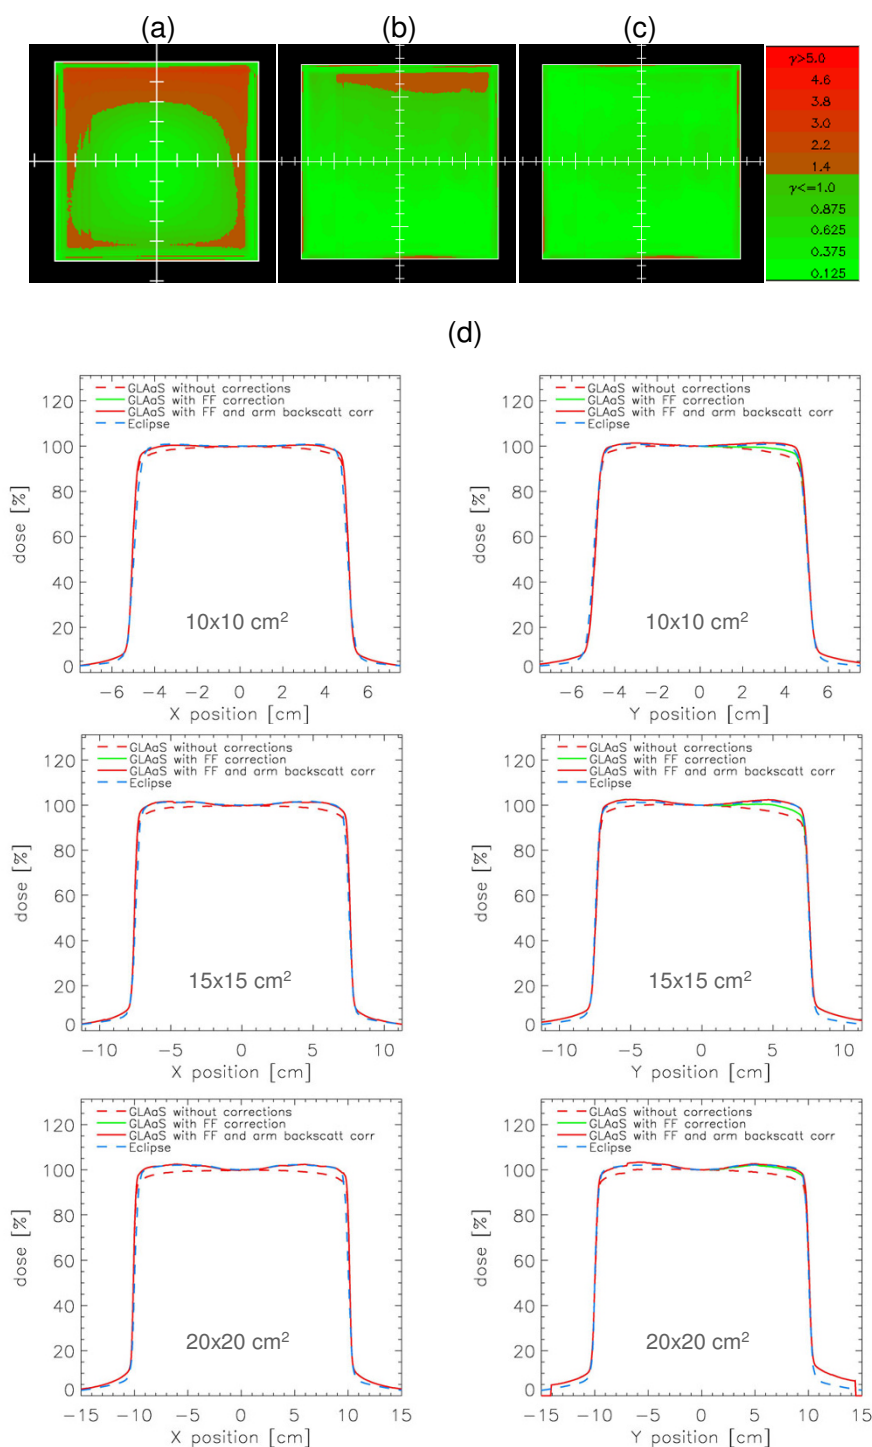 (a) (b) (c)
γ>5.0
4.6
3.8
3.0
2.2
1.4
γ<=1.0
0.875
0.625
0.375
0.125
(d)
GLAaS without corrections
GLAaS with FF correction
GLAaS with FF and arm backscatt corr
Eclipse
120
100
80
60
40
20
0
dose [%]
10x10 cm²
−6 −4 −2 0 2 4 6
X position [cm]
GLAaS without corrections
GLAaS with FF correction
GLAaS with FF and arm backscatt corr
Eclipse
120
100
80
60
40
20
0
dose [%]
10x10 cm²
−6 −4 −2 0 2 4 6
Y position [cm]
GLAaS without corrections
GLAaS with FF correction
GLAaS with FF and arm backscatt corr
Eclipse
120
100
80
60
40
20
0
dose [%]
15x15 cm²
−10 −5 0 5 10
X position [cm]
GLAaS without corrections
GLAaS with FF correction
GLAaS with FF and arm backscatt corr
Eclipse
120
100
80
60
40
20
0
dose [%]
15x15 cm²
−10 −5 0 5 10
Y position [cm]
GLAaS without corrections
GLAaS with FF correction
GLAaS with FF and arm backscatt corr
Eclipse
120
100
80
60
40
20
0
dose [%]
20x20 cm²
−15 −10 −5 0 5 10 15
X position [cm]
GLAaS without corrections
GLAaS with FF correction
GLAaS with FF and arm backscatt corr
Eclipse
120
100
80
60
40
20
0
dose [%]
20x20 cm²
−15 −10 −5 0 5 10 15
Y position [cm]